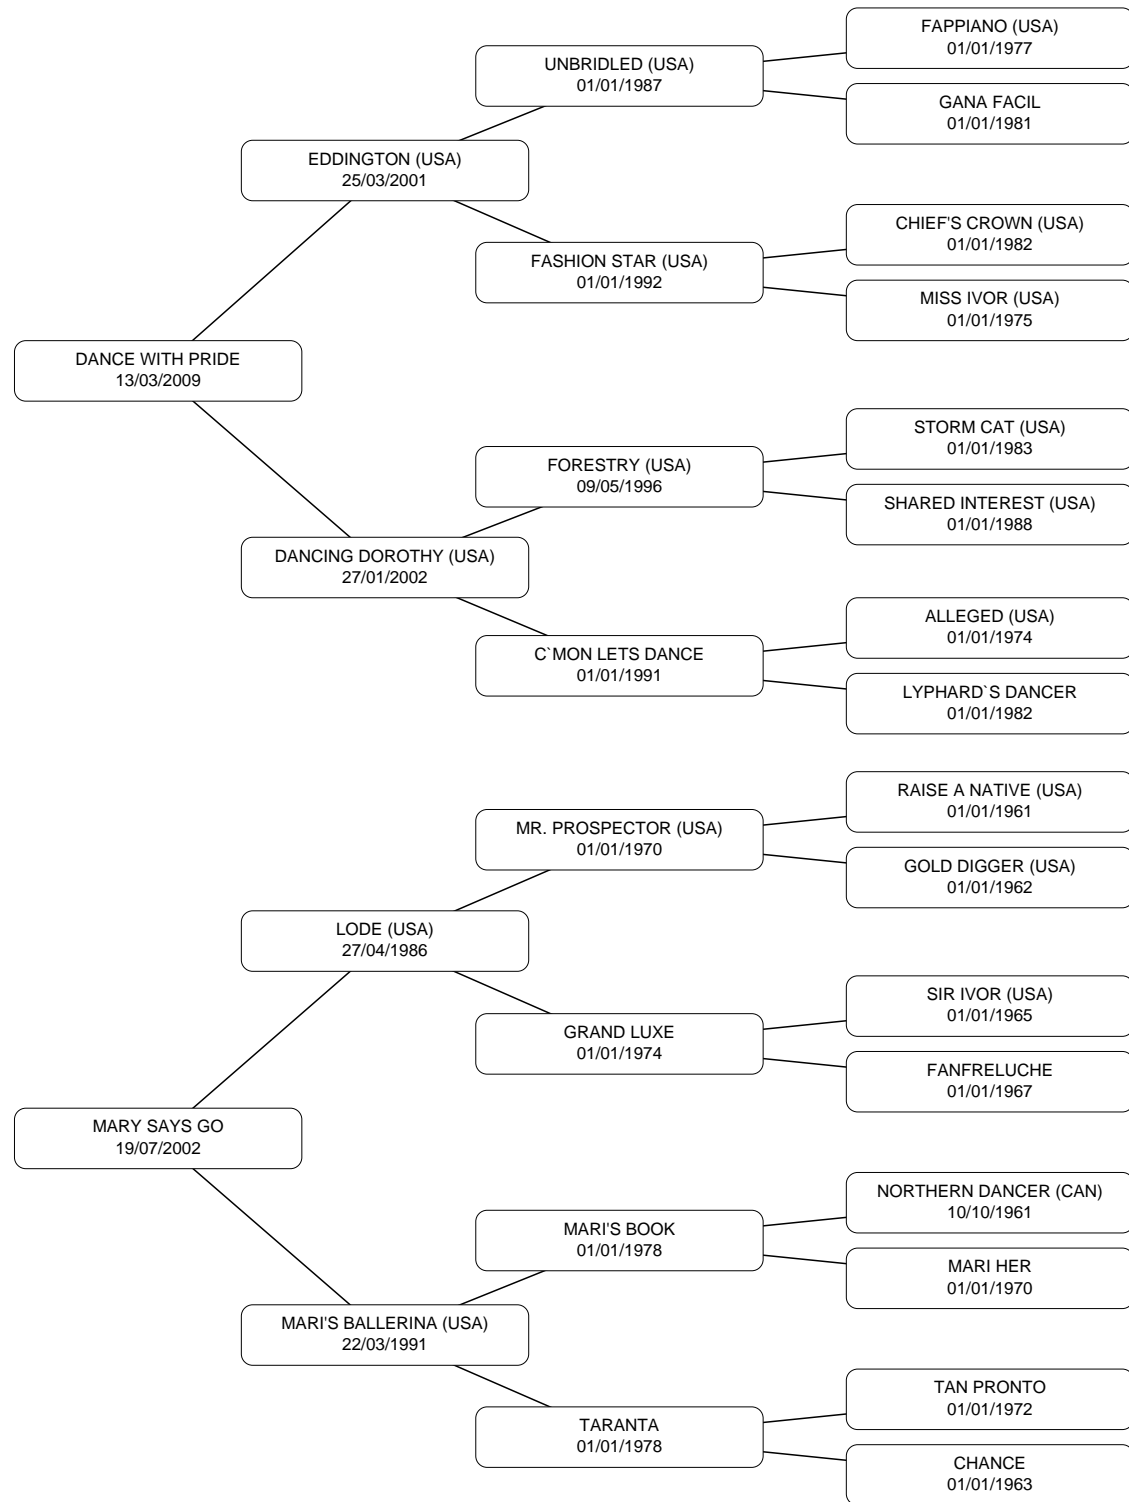 FAPPIANO (USA)
01/01/1977
UNBRIDLED (USA)
01/01/1987
GANA FACIL
01/01/1981
EDDINGTON (USA)
25/03/2001
CHIEF'S CROWN (USA)
01/01/1982
FASHION STAR (USA)
01/01/1992
MISS IVOR (USA)
01/01/1975
DANCE WITH PRIDE
13/03/2009
STORM CAT (USA)
01/01/1983
FORESTRY (USA)
09/05/1996
SHARED INTEREST (USA)
01/01/1988
DANCING DOROTHY (USA)
27/01/2002
ALLEGED (USA)
01/01/1974
C`MON LETS DANCE
01/01/1991
LYPHARD`S DANCER
01/01/1982
RAISE A NATIVE (USA)
01/01/1961
MR. PROSPECTOR (USA)
01/01/1970
GOLD DIGGER (USA)
01/01/1962
LODE (USA)
27/04/1986
SIR IVOR (USA)
01/01/1965
GRAND LUXE
01/01/1974
FANFRELUCHE
01/01/1967
MARY SAYS GO
19/07/2002
NORTHERN DANCER (CAN)
10/10/1961
MARI'S BOOK
01/01/1978
MARI HER
01/01/1970
MARI'S BALLERINA (USA)
22/03/1991
TAN PRONTO
01/01/1972
TARANTA
01/01/1978
CHANCE
01/01/1963